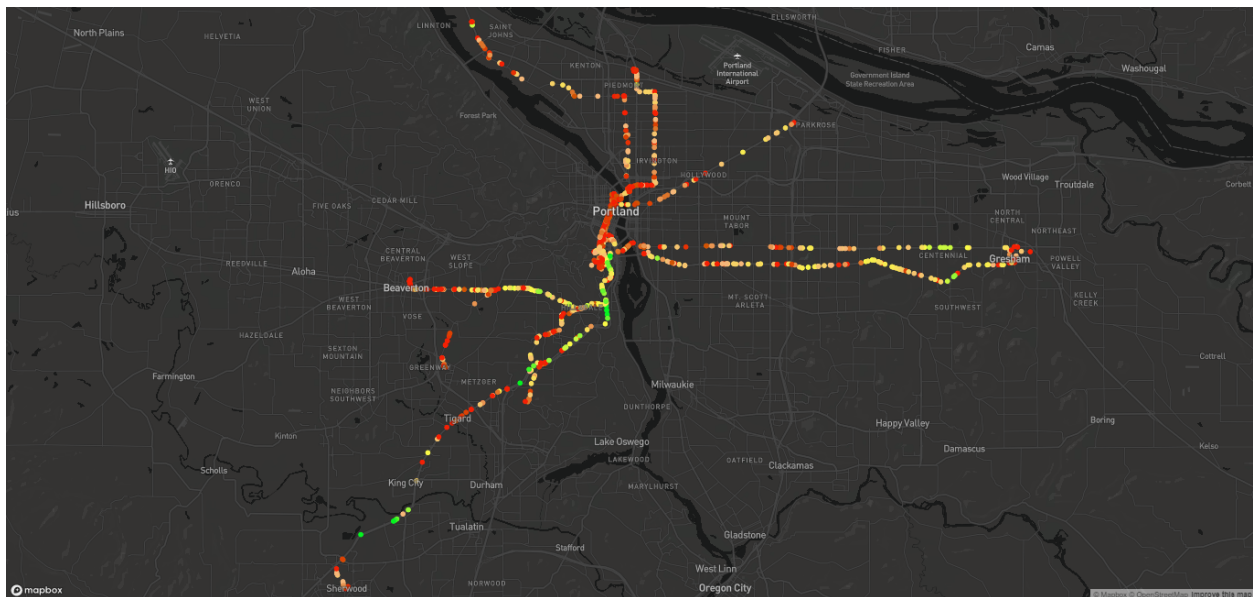 LINNTON
SAINT
JOHNS
ELLSWORTH
North Plains
HELVETIA
FISHER
Camas
KENTON
Portland
International
Airport
Washougal
Government Island
State Recreation Area
PIEDMONT
WEST
UNION
Forest Park
PARKROSE
IRVINGTON
HIO
HOLLYWOOD
Wood Village
Troutdale
Corbett
ORENCO
Hillsboro
FIVE OAKS
CEDAR MILL
Portland
MOUNT
TABOR
NORTH
CENTRAL
NORTHEAST
CENTRAL
BEAVERTON
WEST
SLOPE
CENTENNIAL
Gresham
POWELL
VALLEY
REEDVILLE
Aloha
Beaverton
WEST
BEAVERTON
VOSE
MT. SCOTT
ARLETA
SOUTHWEST
KELLY
CREEK
HAZELDALE
SEXTON
MOUNTAIN
GREENWAY
METZGER
Cottrell
Farmington
NEIGHBORS
SOUTHWEST
Milwaukie
DUNTHORPE
Tigard
Happy Valley
Boring
Kinton
Lake Oswego
LAKEWOOD
OATFIELD
Clackamas
Damascus
Kelso
Scholls
King City
Durham
MARYLHURST
Tualatin
Gladstone
Stafford
West Linn
Sherwood
NORWOOD
Oregon City
mapbox
© Mapbox © OpenStreetMap Improve this map